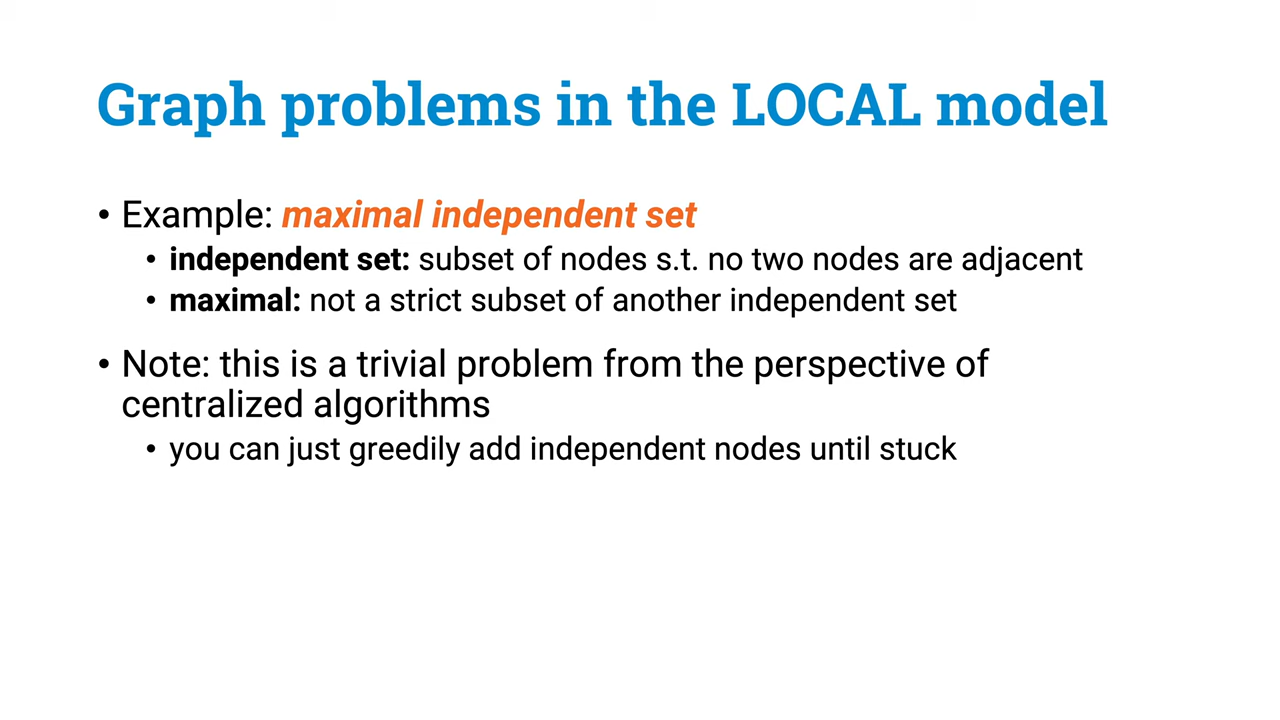 Graph problems in the LOCAL model
• Example: maximal independent set
• independent set: subset of nodes s.t. no two nodes are adjacent
• maximal: not a strict subset of another independent set
• Note: this is a trivial problem from the perspective of
centralized algorithms
• you can just greedily add independent nodes until stuck